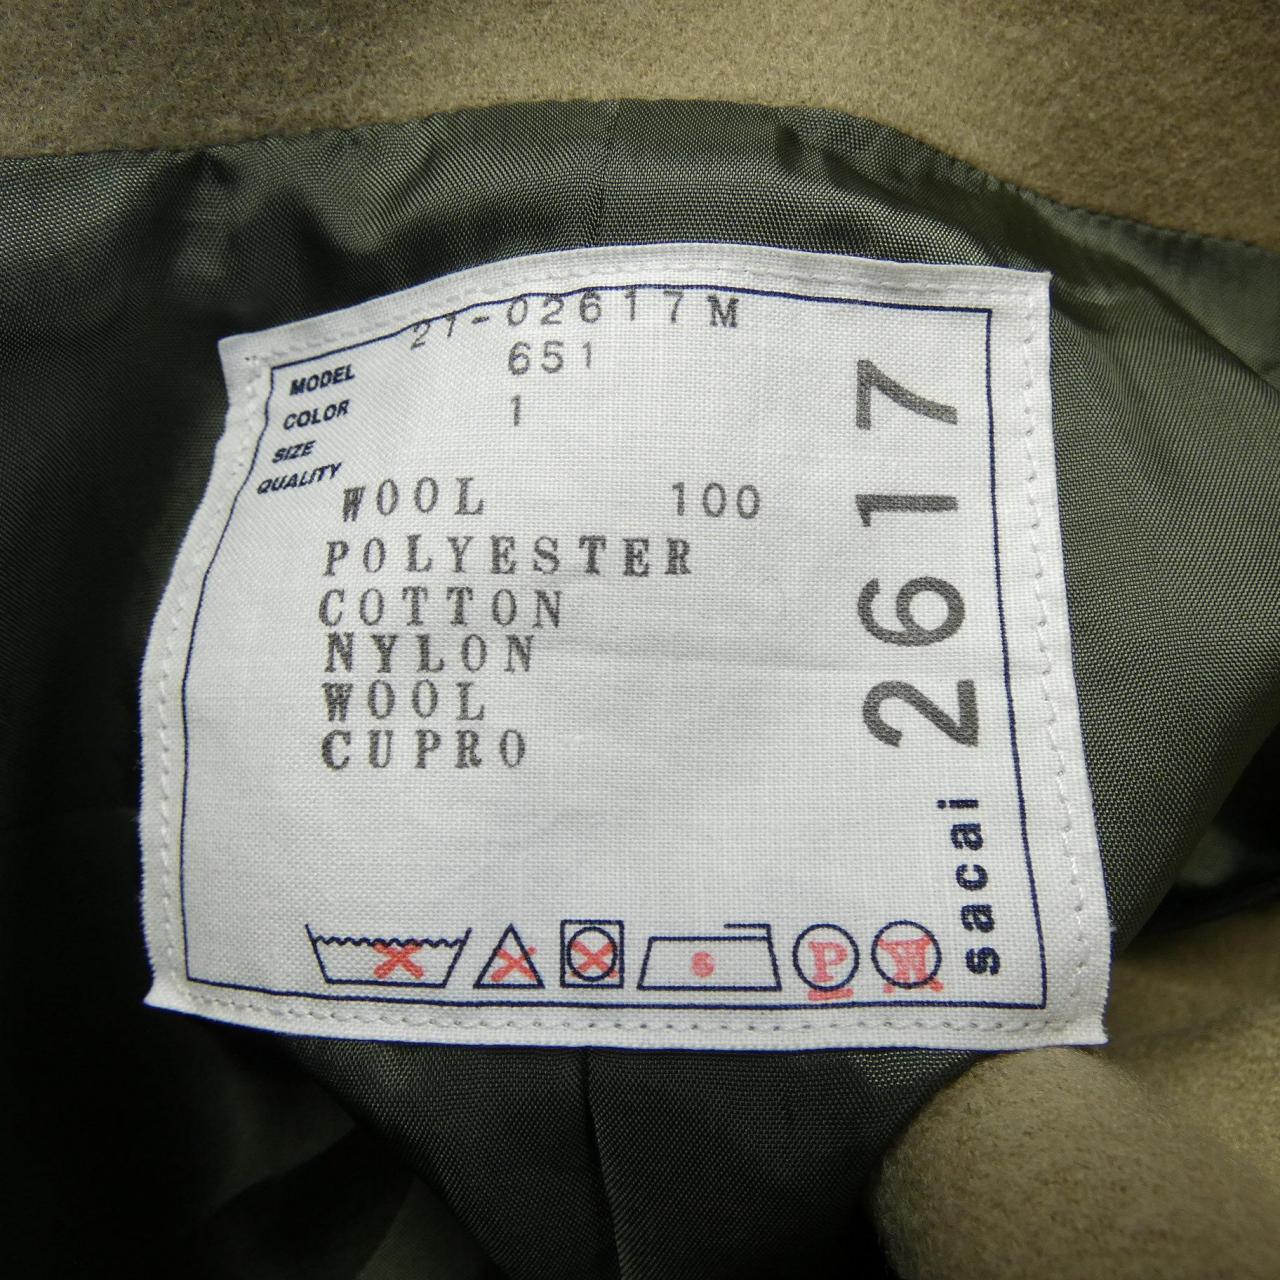 21-02617M
MODEL 651
COLOR 1
SIZE
QUALITY
WOOL 100
POLYESTER
COTTON
NYLON
WOOL
CUPRO
sacai 2617
P W